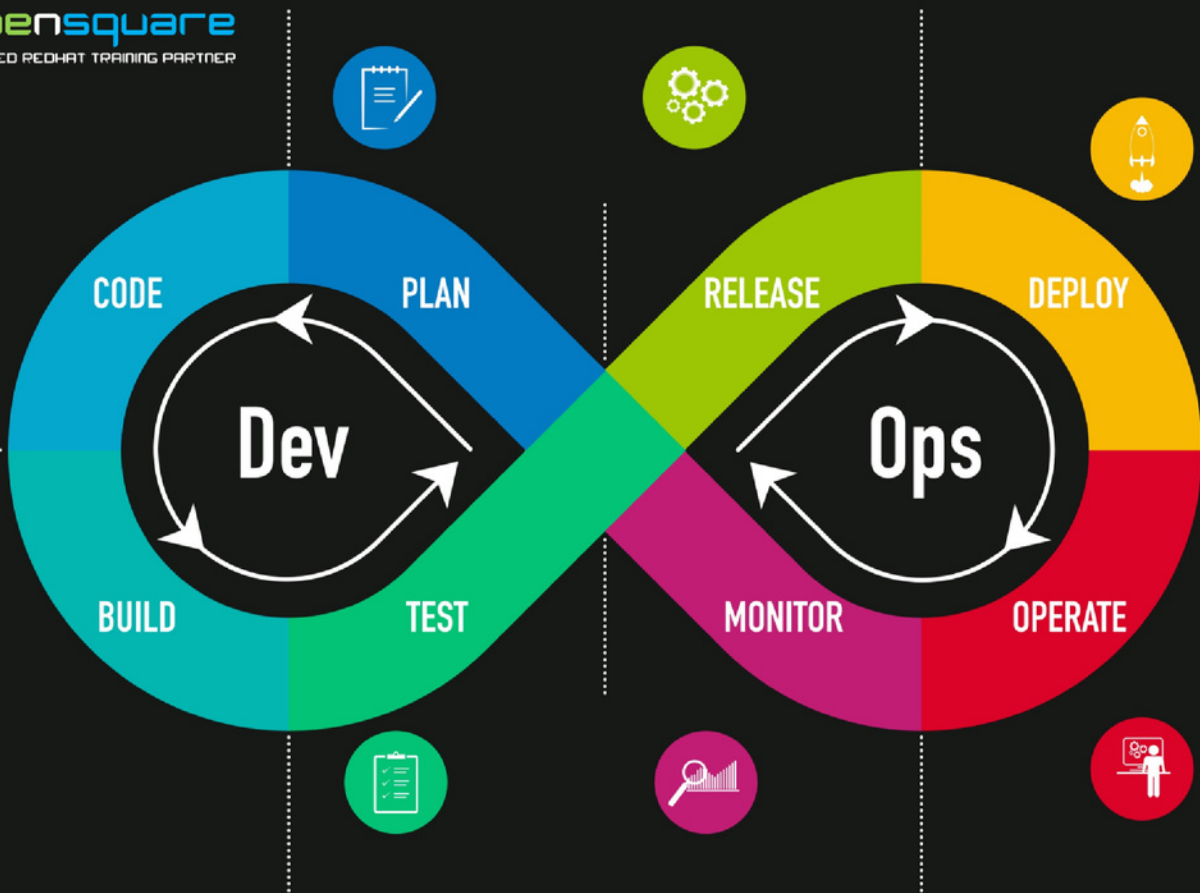 ensquare
REDHAT TRAINING PARTNER
CODE
PLAN
RELEASE
DEPLOY
Dev
Ops
BUILD
TEST
MONITOR
OPERATE